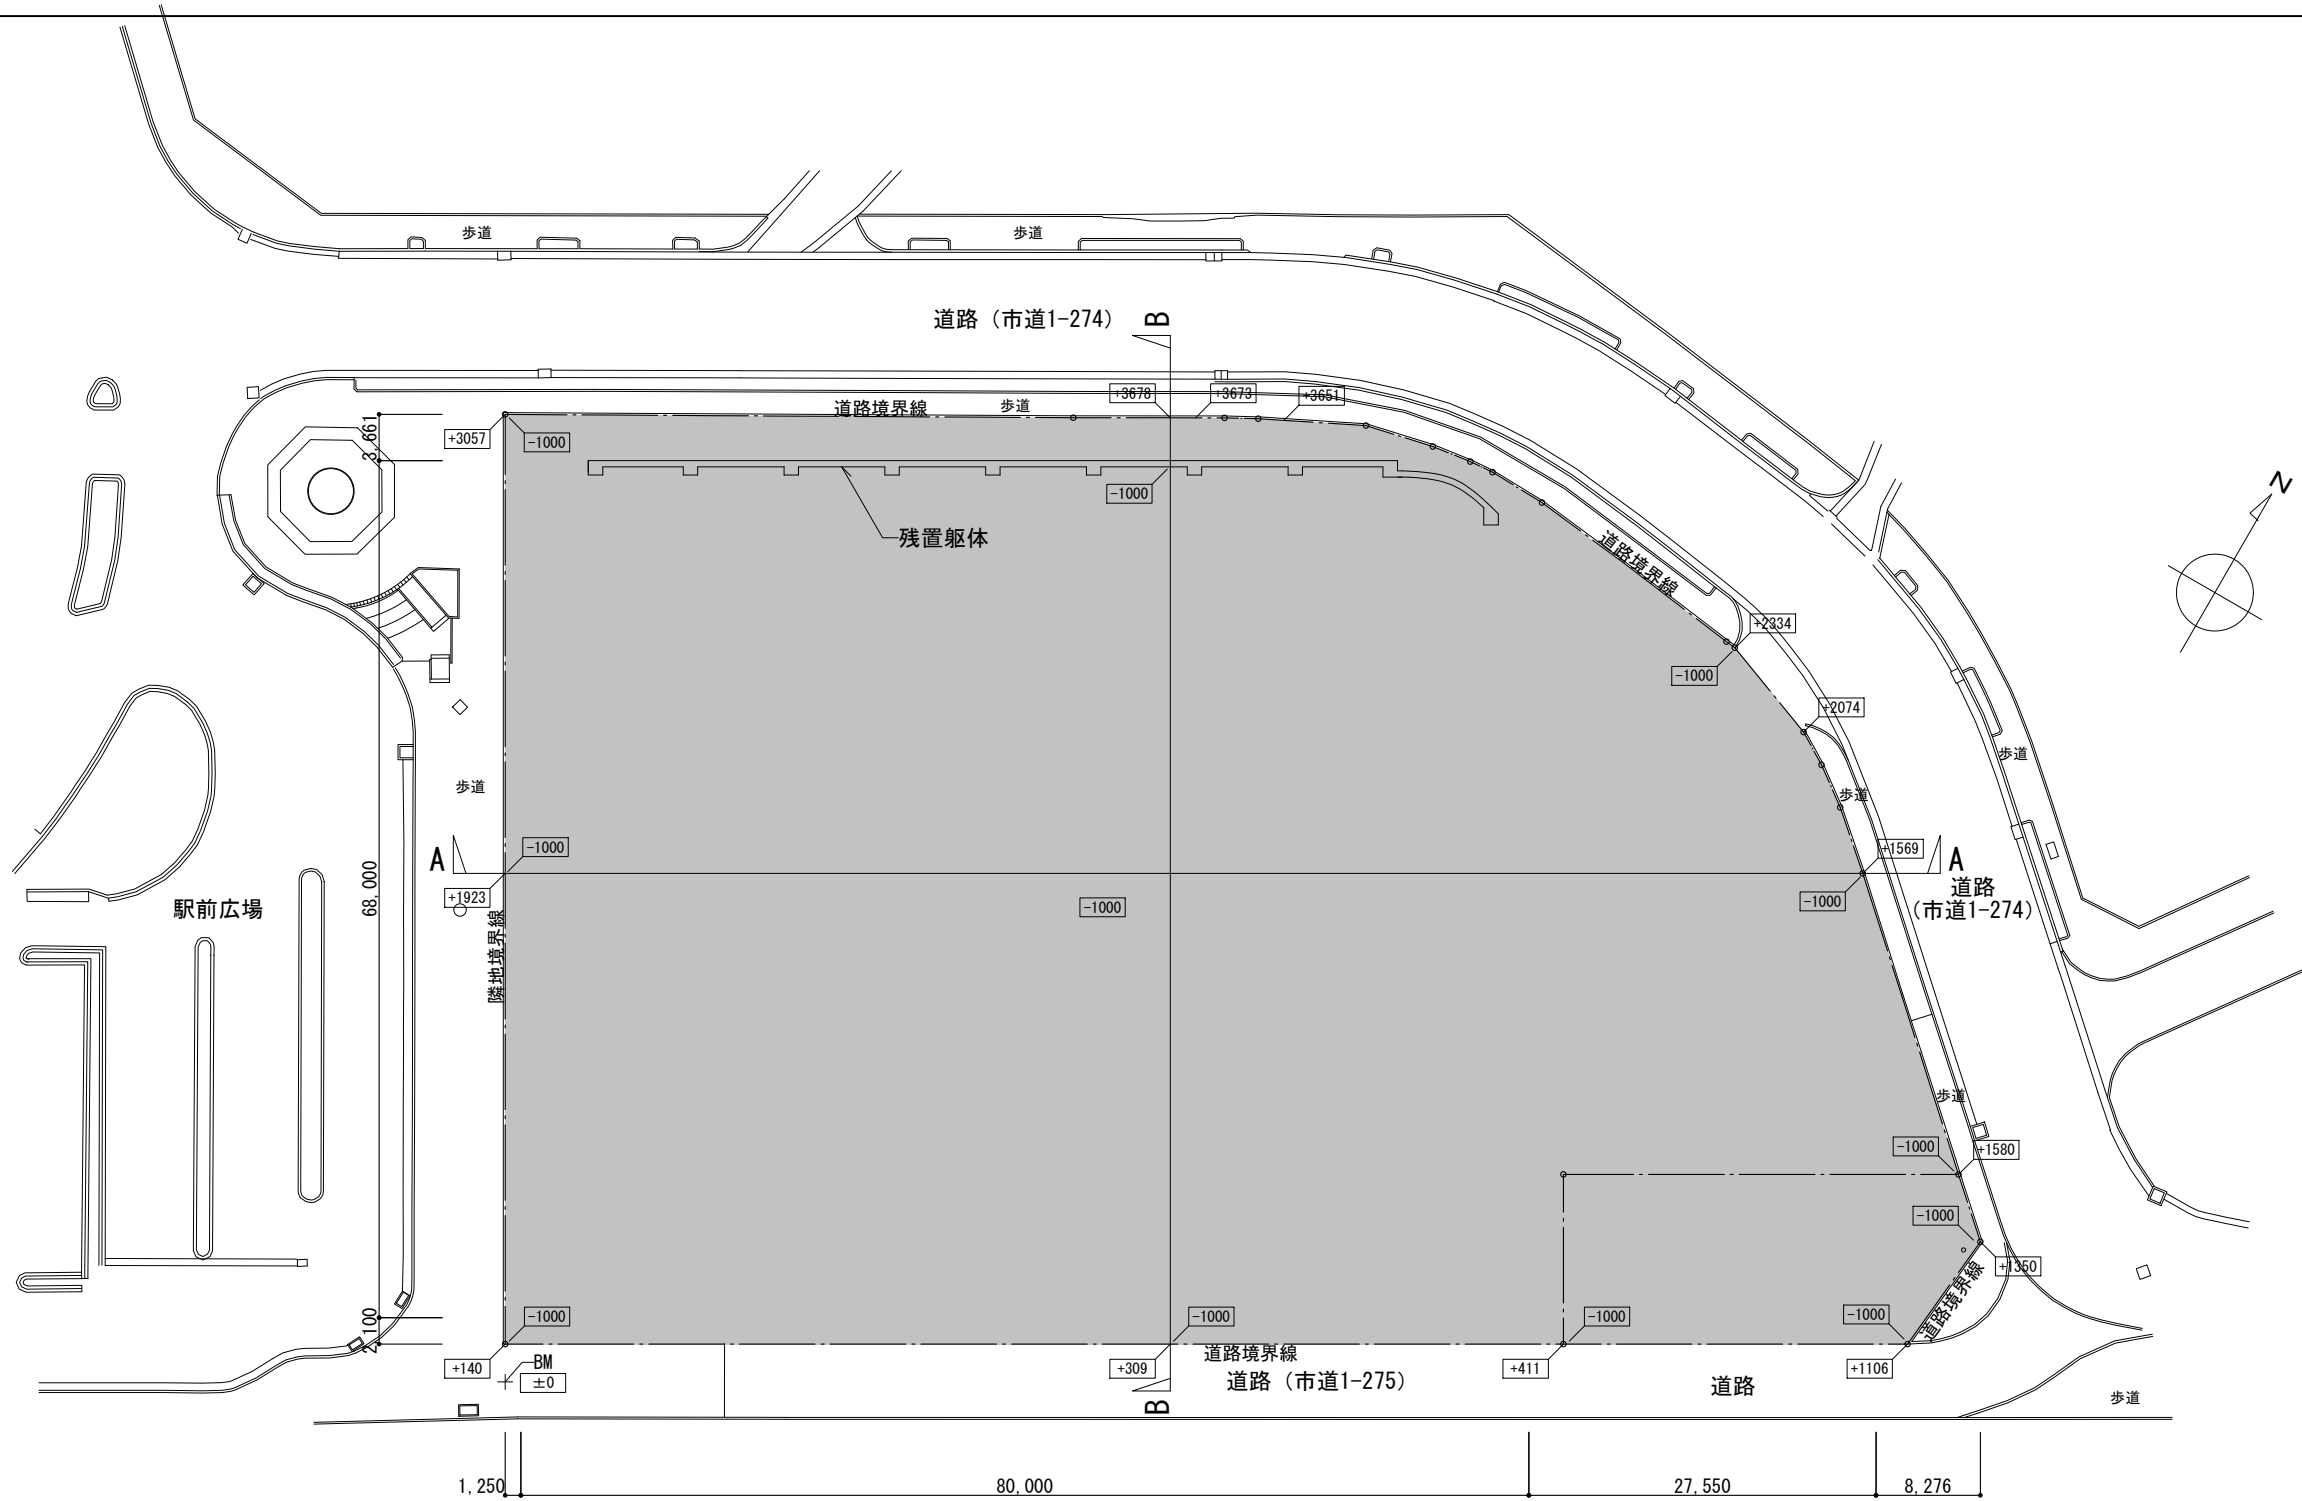 歩道
歩道
道路（市道1-274）
B
+3678
+3673
+3651
道路境界線
歩道
3,661
+3057
-1000
-1000
残置躯体
道路境界線
N
+2334
-1000
+2074
歩道
歩道
歩道
A
-1000
+1569
A
68,000
+1923
-1000
-1000
道路
（市道1-274）
駅前広場
隣地境界線
歩道
-1000
+1580
-1000
+1350
道路境界線
2,100
-1000
-1000
-1000
-1000
+140
BM
±0
+309
道路境界線
道路（市道1-275）
+411
道路
+1106
歩道
B
1,250
80,000
27,550
8,276